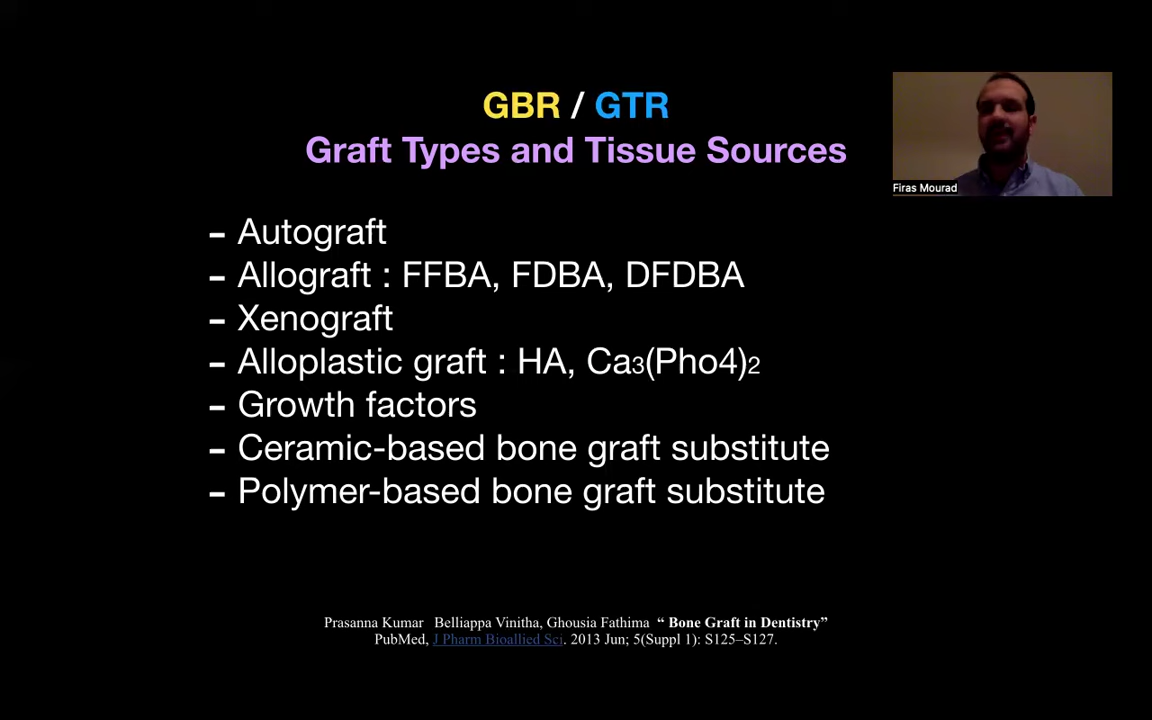 GBR / GTR
Graft Types and Tissue Sources
Firas Mourad
- Autograft
- Allograft : FFBA, FDBA, DFDBA
- Xenograft
- Alloplastic graft : HA, Ca3(Pho4)2
- Growth factors
- Ceramic-based bone graft substitute
- Polymer-based bone graft substitute
Prasanna Kumar Belliappa Vinitha, Ghousia Fathima “ Bone Graft in Dentistry”
PubMed, J Pharm Bioallied Sci. 2013 Jun; 5(Suppl 1): S125–S127.